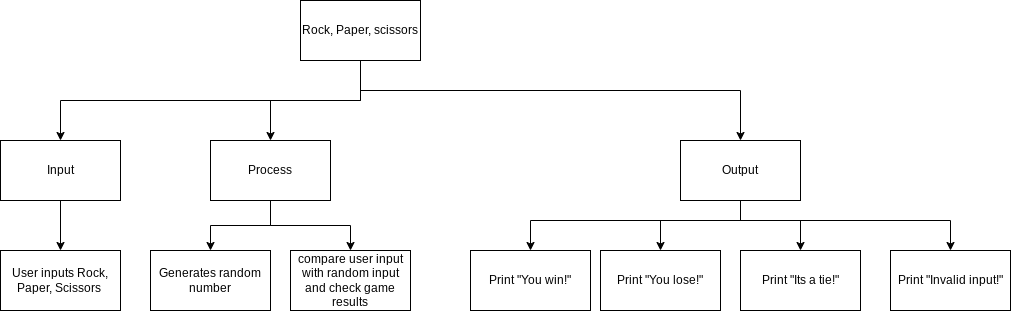 Rock, Paper, scissors
Input
Process
Output
User inputs Rock,
Paper, Scissors
Generates random
number
compare user input
with random input
and check game
results
Print "You win!"
Print "You lose!"
Print "Its a tie!"
Print "Invalid input!"